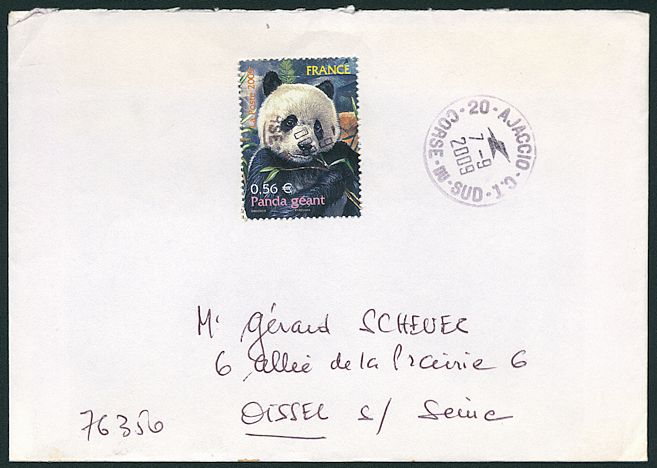 FRANCE
2009
0,56 €
Panda géant
20 - AJACCIO - C.C. - CORSE - DU - SUD
7-9
2009
Mr Gérard SCHEUER
6 allée de la Prairie 6
76350 OISSEL s/ Seine